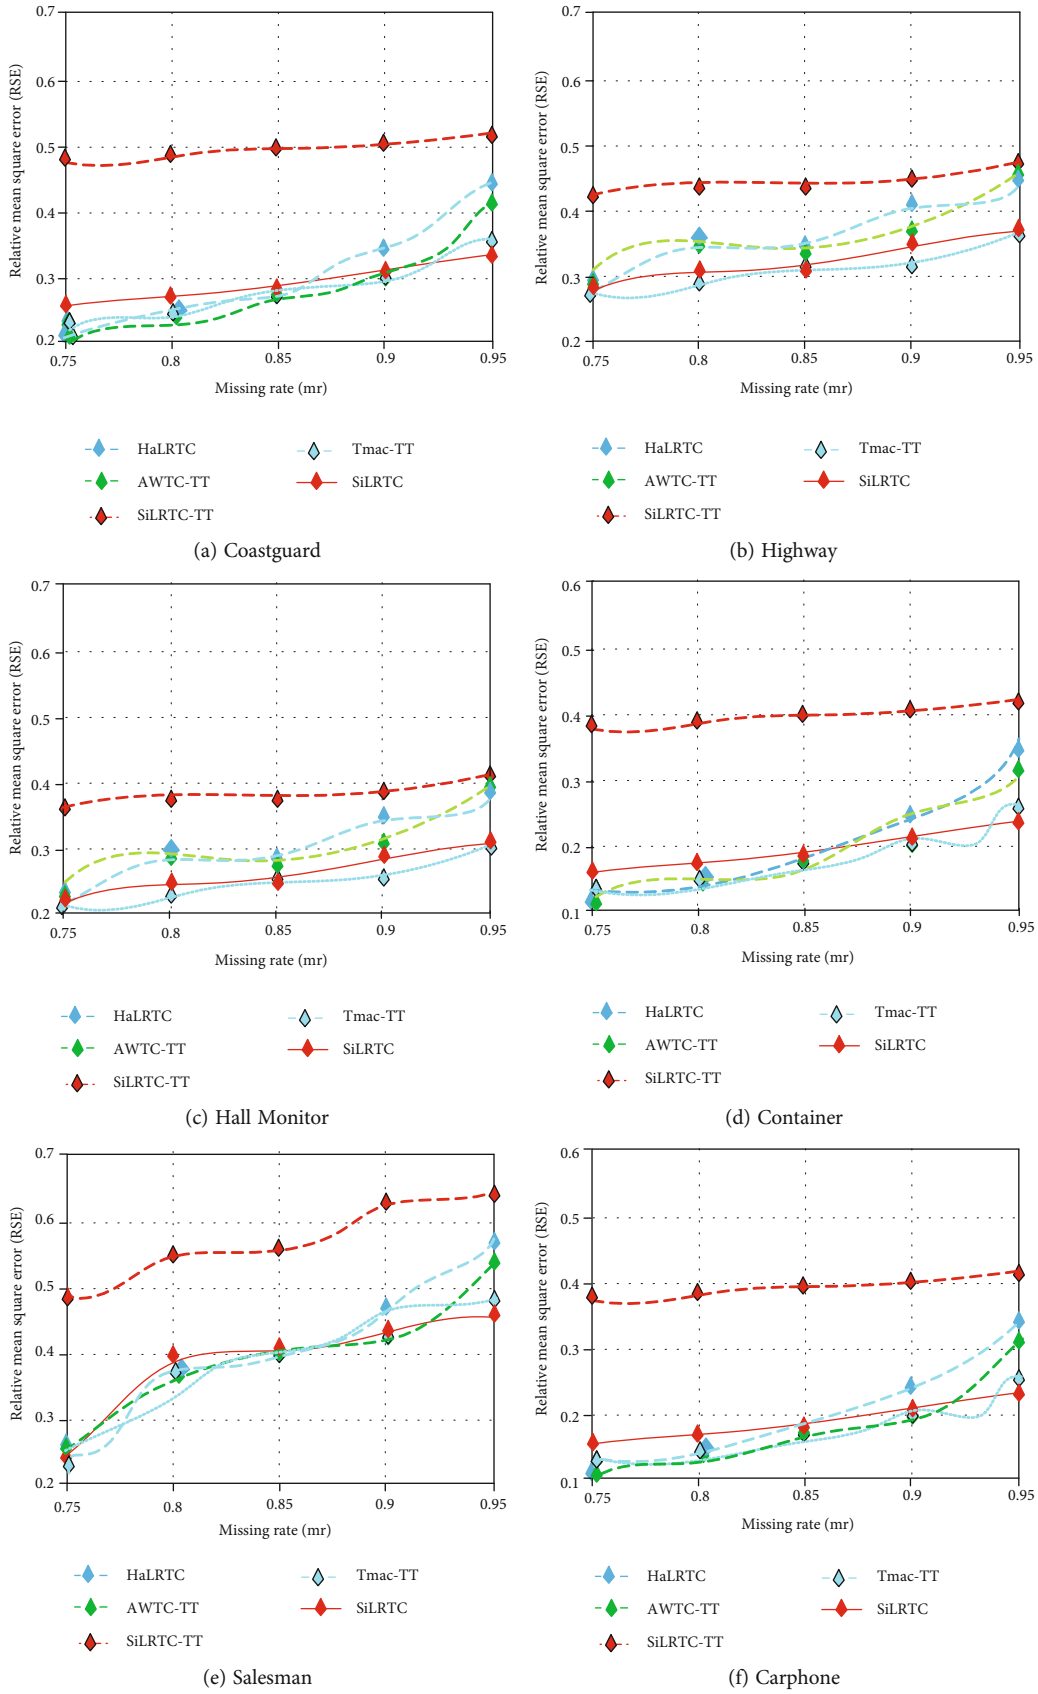 0.7
0.6
0.5
0.4
0.3
0.2
Relative mean square error (RSE)
0.75 0.8 0.85 0.9 0.95
Missing rate (mr)
HaLRTC
AWTC-TT
SiLRTC-TT
Tmac-TT
SiLRTC
(a) Coastguard
0.7
0.6
0.5
0.4
0.3
0.2
Relative mean square error (RSE)
0.75 0.8 0.85 0.9 0.95
Missing rate (mr)
HaLRTC
AWTC-TT
SiLRTC-TT
Tmac-TT
SiLRTC
(b) Highway
0.7
0.6
0.5
0.4
0.3
0.2
Relative mean square error (RSE)
0.75 0.8 0.85 0.9 0.95
Missing rate (mr)
HaLRTC
AWTC-TT
SiLRTC-TT
Tmac-TT
SiLRTC
(c) Hall Monitor
0.6
0.5
0.4
0.3
0.2
0.1
Relative mean square error (RSE)
0.75 0.8 0.85 0.9 0.95
Missing rate (mr)
HaLRTC
AWTC-TT
SiLRTC-TT
Tmac-TT
SiLRTC
(d) Container
0.7
0.6
0.5
0.4
0.3
0.2
Relative mean square error (RSE)
0.75 0.8 0.85 0.9 0.95
Missing rate (mr)
HaLRTC
AWTC-TT
SiLRTC-TT
Tmac-TT
SiLRTC
(e) Salesman
0.6
0.5
0.4
0.3
0.2
0.1
Relative mean square error (RSE)
0.75 0.8 0.85 0.9 0.95
Missing rate (mr)
HaLRTC
AWTC-TT
SiLRTC-TT
Tmac-TT
SiLRTC
(f) Carphone